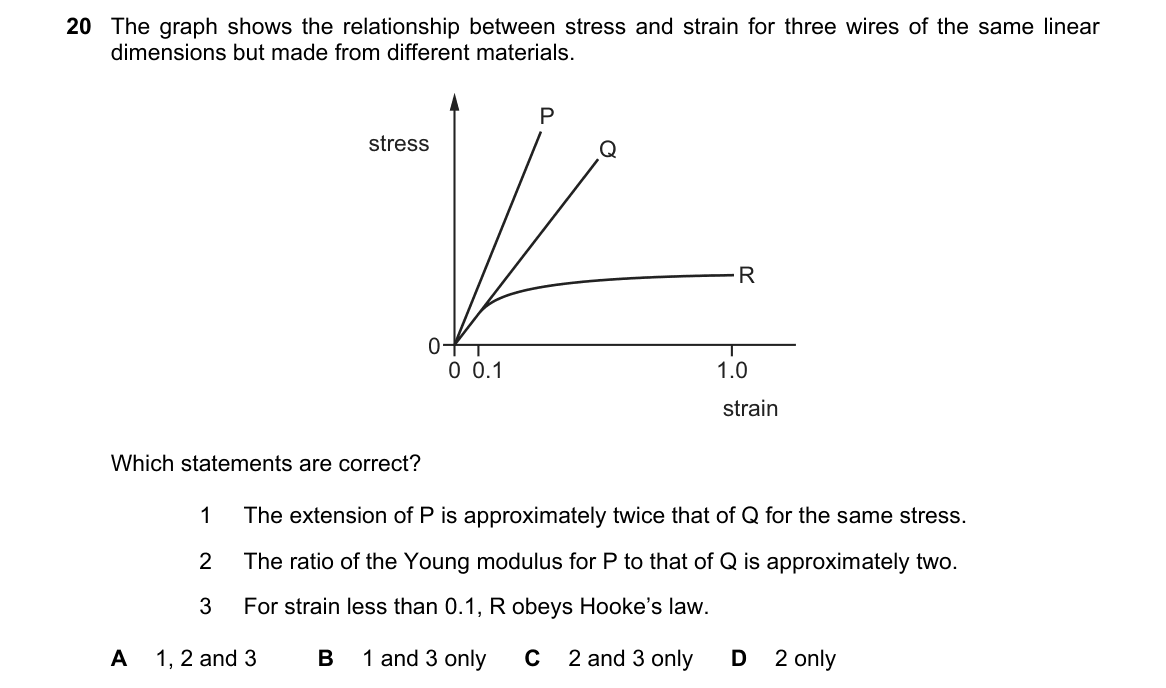 20 The graph shows the relationship between stress and strain for three wires of the same linear
dimensions but made from different materials.
P
stress
Q
R
0
0 0.1 1.0
strain
Which statements are correct?
1 The extension of P is approximately twice that of Q for the same stress.
2 The ratio of the Young modulus for P to that of Q is approximately two.
3 For strain less than 0.1, R obeys Hooke's law.
A 1, 2 and 3 B 1 and 3 only C 2 and 3 only D 2 only